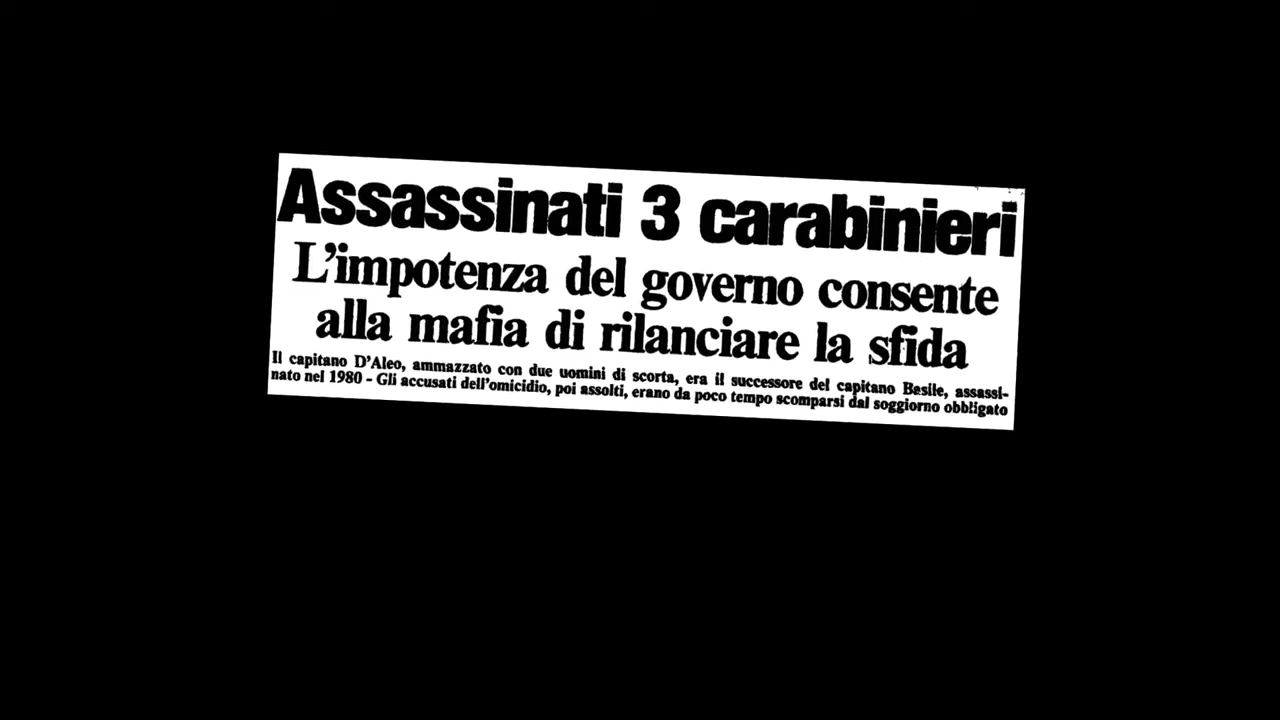 Assassinati 3 carabinieri
L'impotenza del governo consente
alla mafia di rilanciare la sfida
Il capitano D'Aleo, ammazzato con due uomini di scorta, era il successore del capitano Basile, assassi-
nato nel 1980 - Gli accusati dell'omicidio, poi assolti, erano da poco tempo scomparsi dal soggiorno obbligato